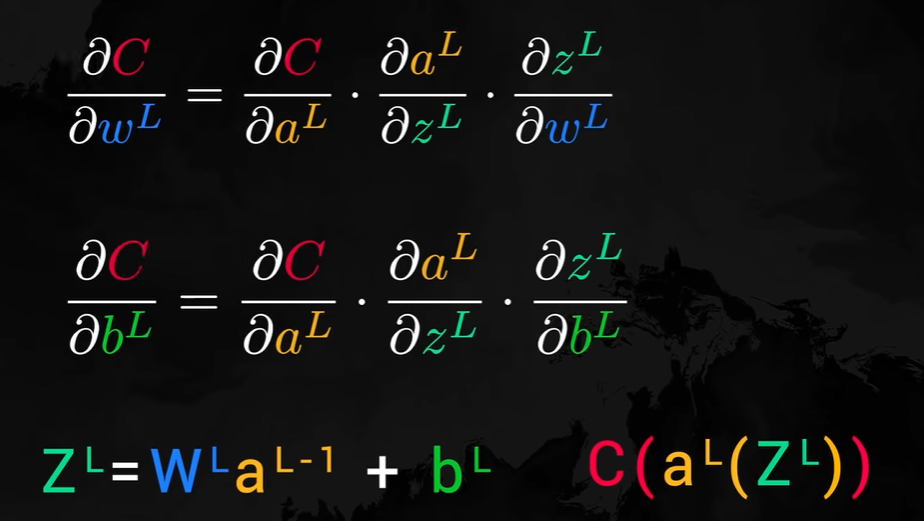 ∂C/∂w^L = ∂C/∂a^L · ∂a^L/∂z^L · ∂z^L/∂w^L
∂C/∂b^L = ∂C/∂a^L · ∂a^L/∂z^L · ∂z^L/∂b^L
Z^L=W^L a^L-1 + b^L C(a^L(Z^L))